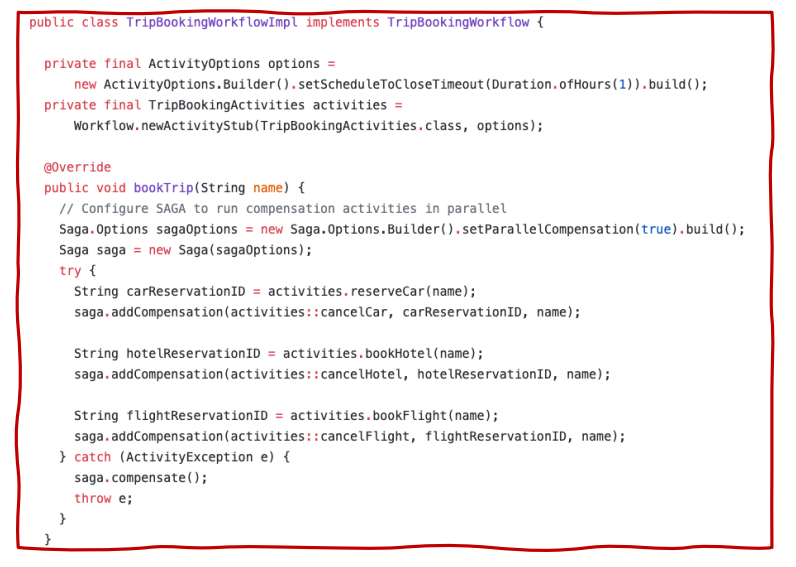 public class TripBookingWorkflowImpl implements TripBookingWorkflow {

  private final ActivityOptions options =
      new ActivityOptions.Builder().setScheduleToCloseTimeout(Duration.ofHours(1)).build();
  private final TripBookingActivities activities =
      Workflow.newActivityStub(TripBookingActivities.class, options);

  @Override
  public void bookTrip(String name) {
    // Configure SAGA to run compensation activities in parallel
    Saga.Options sagaOptions = new Saga.Options.Builder().setParallelCompensation(true).build();
    Saga saga = new Saga(sagaOptions);
    try {
      String carReservationID = activities.reserveCar(name);
      saga.addCompensation(activities::cancelCar, carReservationID, name);

      String hotelReservationID = activities.bookHotel(name);
      saga.addCompensation(activities::cancelHotel, hotelReservationID, name);

      String flightReservationID = activities.bookFlight(name);
      saga.addCompensation(activities::cancelFlight, flightReservationID, name);
    } catch (ActivityException e) {
      saga.compensate();
      throw e;
    }
  }